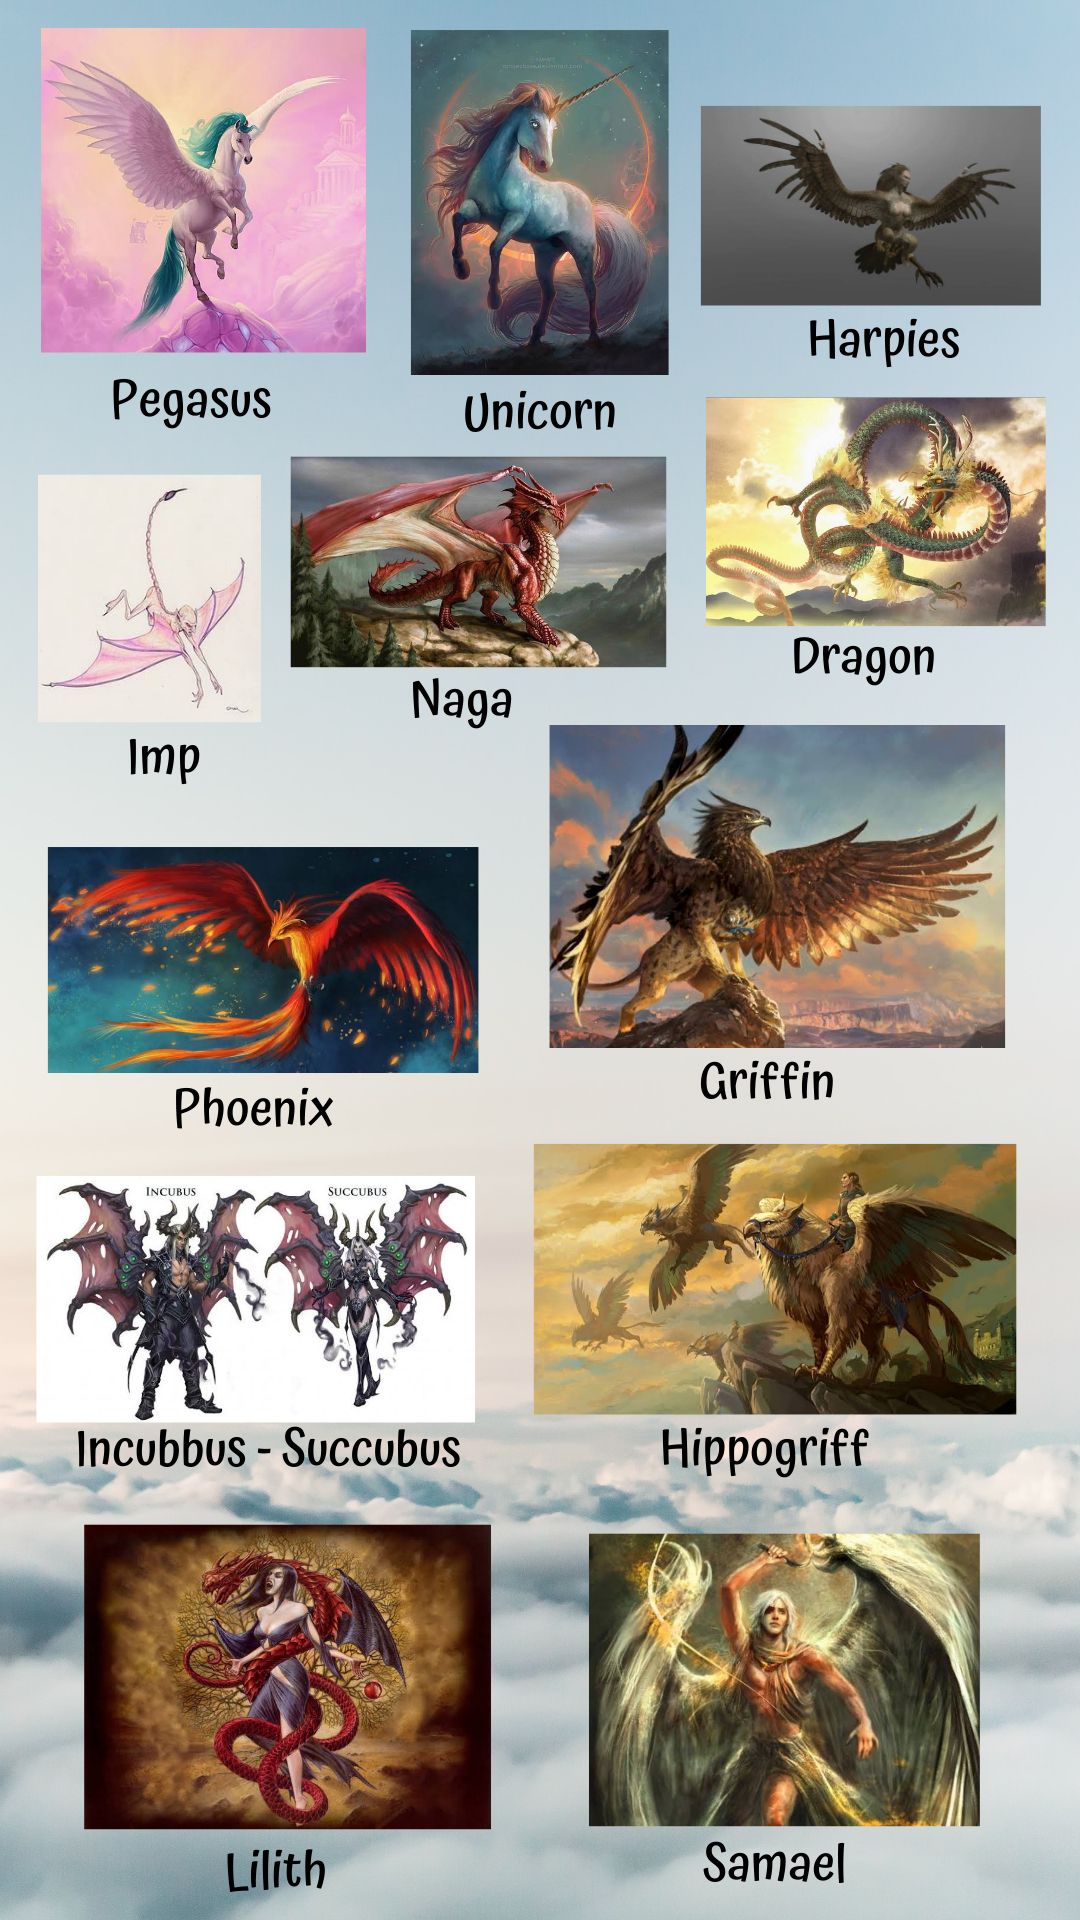 Pegasus
Unicorn
Harpies
Imp
Naga
Dragon
Phoenix
Griffin
INCUBUS
SUCCUBUS
Incubbus - Succubus
Hippogriff
Lilith
Samael